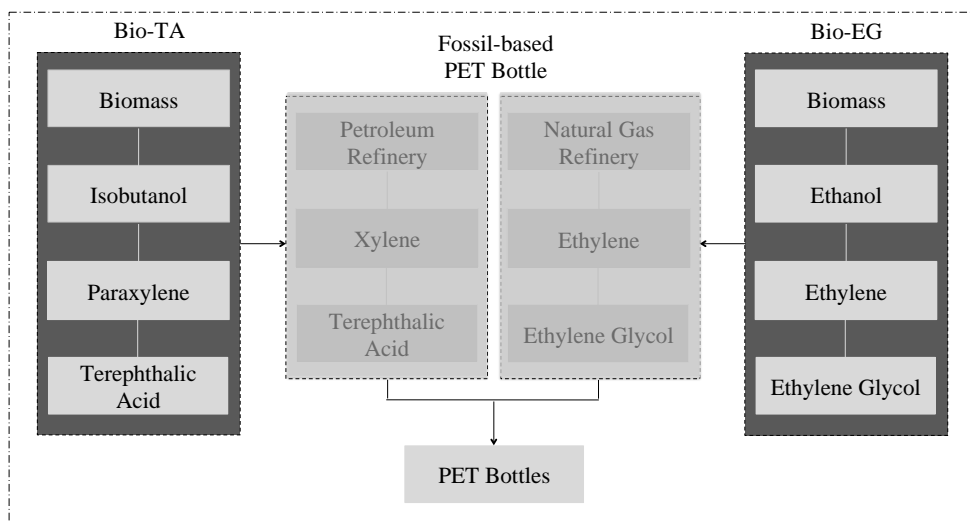 Bio-TA
Biomass
Isobutanol
Paraxylene
Terephthalic
Acid
Fossil-based
PET Bottle
Petroleum
Refinery
Xylene
Terephthalic
Acid
Natural Gas
Refinery
Ethylene
Ethylene Glycol
Bio-EG
Biomass
Ethanol
Ethylene
Ethylene Glycol
PET Bottles